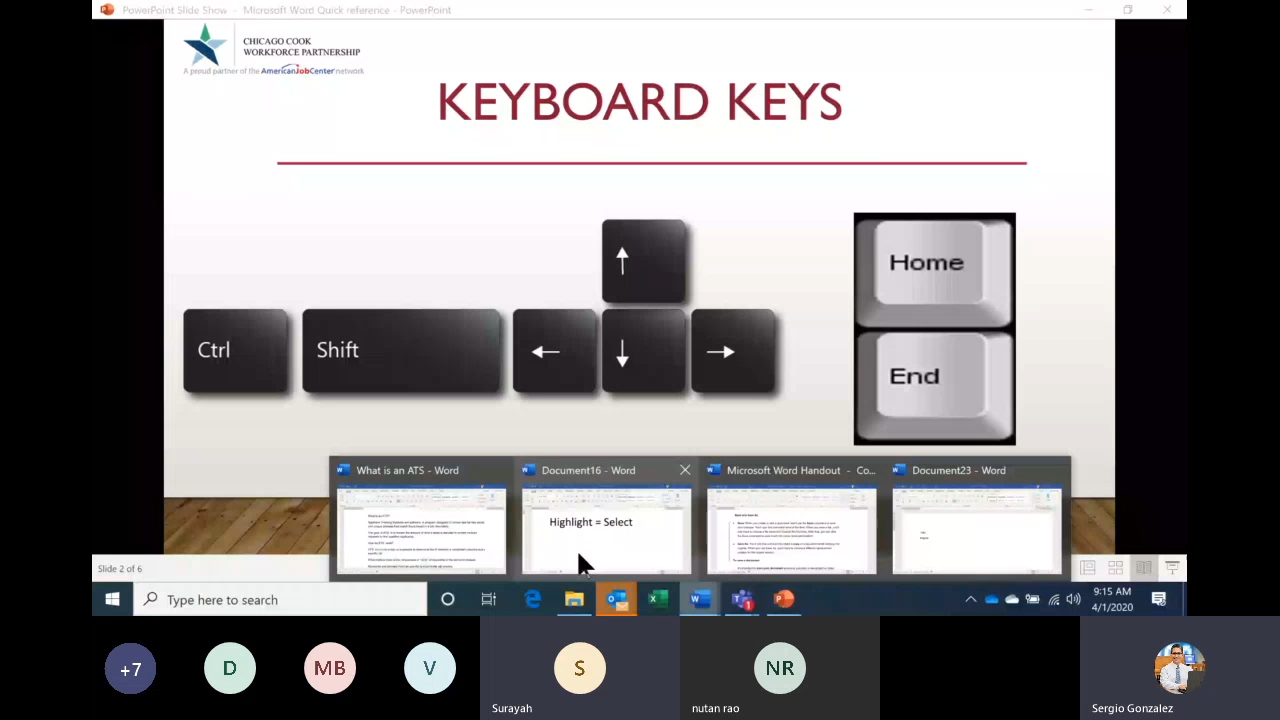 PowerPoint Slide Show - Microsoft Word Quick reference - PowerPoint
CHICAGO COOK
WORKFORCE PARTNERSHIP
A proud partner of the AmericanJobCenter network
KEYBOARD KEYS
Home
Ctrl
Shift
End
What is an ATS - Word
Document16 - Word
Microsoft Word Handout - Co...
Document23 - Word
Highlight = Select
Slide 2 of 6
Type here to search
1
9:15 AM
4/1/2020
+7
D
MB
V
S
NR
Surayah
nutan rao
Sergio Gonzalez